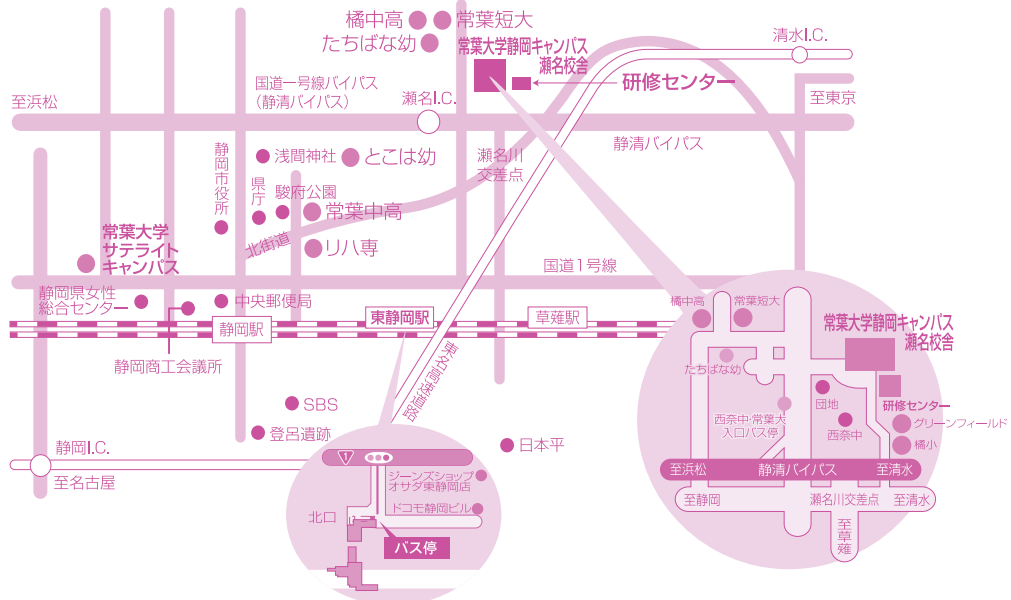 橘中高
常葉短大
たちばな幼
常葉大学静岡キャンパス
瀬名校舎
研修センター
清水I.C.
至東京
至浜松
国道一号線バイパス
(静清バイパス)
瀬名I.C.
静清バイパス
静岡市役所
浅間神社
とこは幼
瀬名川
交差点
県庁
駿府公園
常葉中高
北街道
リハ専
常葉大学
サテライト
キャンパス
国道1号線
静岡県女性
総合センター
中央郵便局
静岡駅
東静岡駅
草薙駅
静岡商工会議所
東名高速道路
SBS
登呂遺跡
日本平
静岡I.C.
至名古屋
1
ジーンズショップ
オサダ東静岡店
ドコモ静岡ビル
北口
バス停
橘中高
常葉短大
常葉大学静岡キャンパス
瀬名校舎
たちばな幼
団地
研修センター
西奈中・常葉大
入口バス停
西奈中
グリーンフィールド
橘小
至浜松
静清バイパス
至清水
至静岡
瀬名川交差点
至清水
至草薙